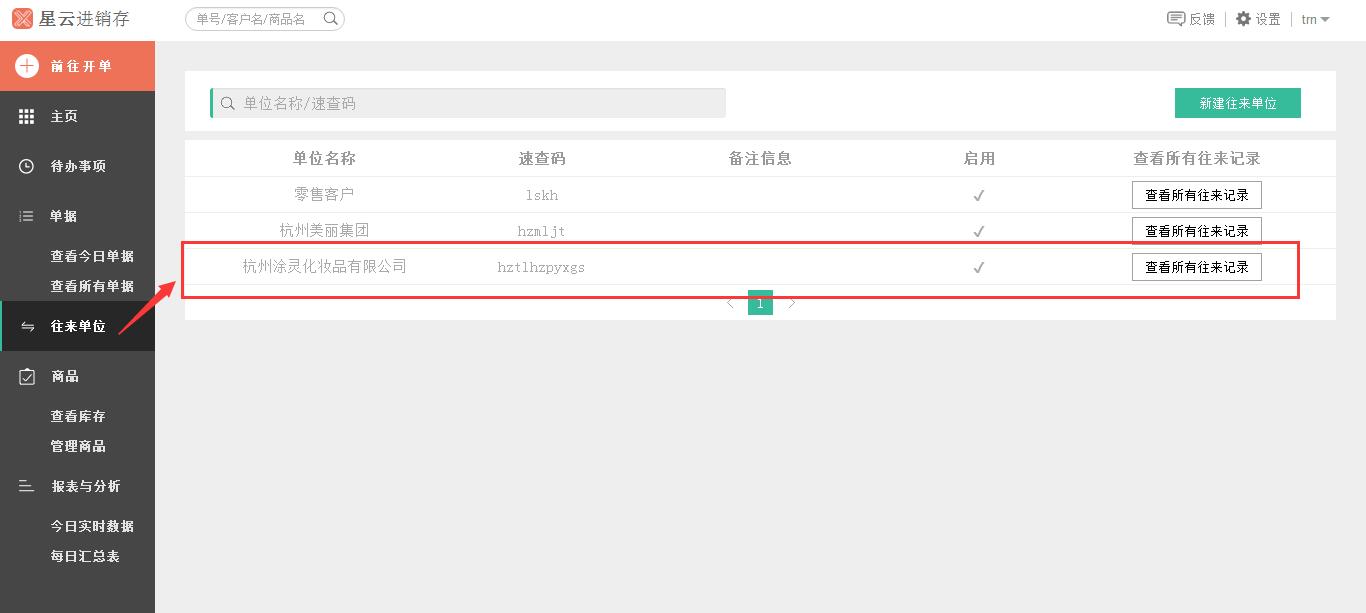 星云进销存
单号/客户名/商品名
反馈
设置
trn
前往开单
主页
待办事项
单据
查看今日单据
查看所有单据
往来单位
商品
查看库存
管理商品
报表与分析
今日实时数据
每日汇总表
单位名称/速查码
新建往来单位
单位名称 速查码 备注信息 启用 查看所有往来记录
零售客户 lskh ✓ 查看所有往来记录
杭州美丽集团 hzmljt ✓ 查看所有往来记录
杭州涂灵化妆品有限公司 hztlhzpyxgs ✓ 查看所有往来记录
< 1 >